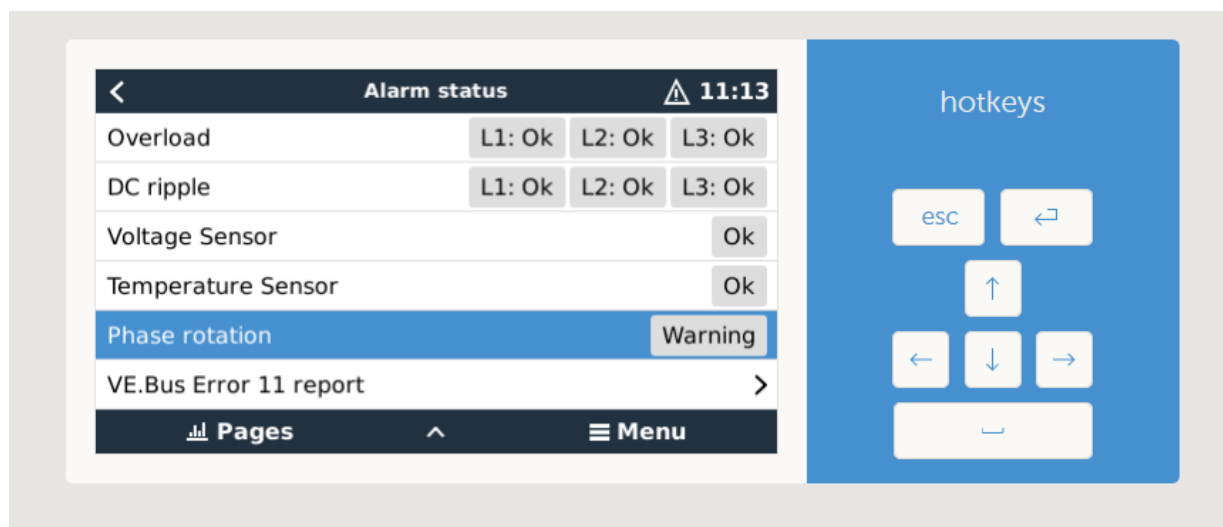 Alarm status 11:13
Overload L1: Ok L2: Ok L3: Ok
DC ripple L1: Ok L2: Ok L3: Ok
Voltage Sensor Ok
Temperature Sensor Ok
Phase rotation Warning
VE.Bus Error 11 report
Pages Menu
hotkeys
esc